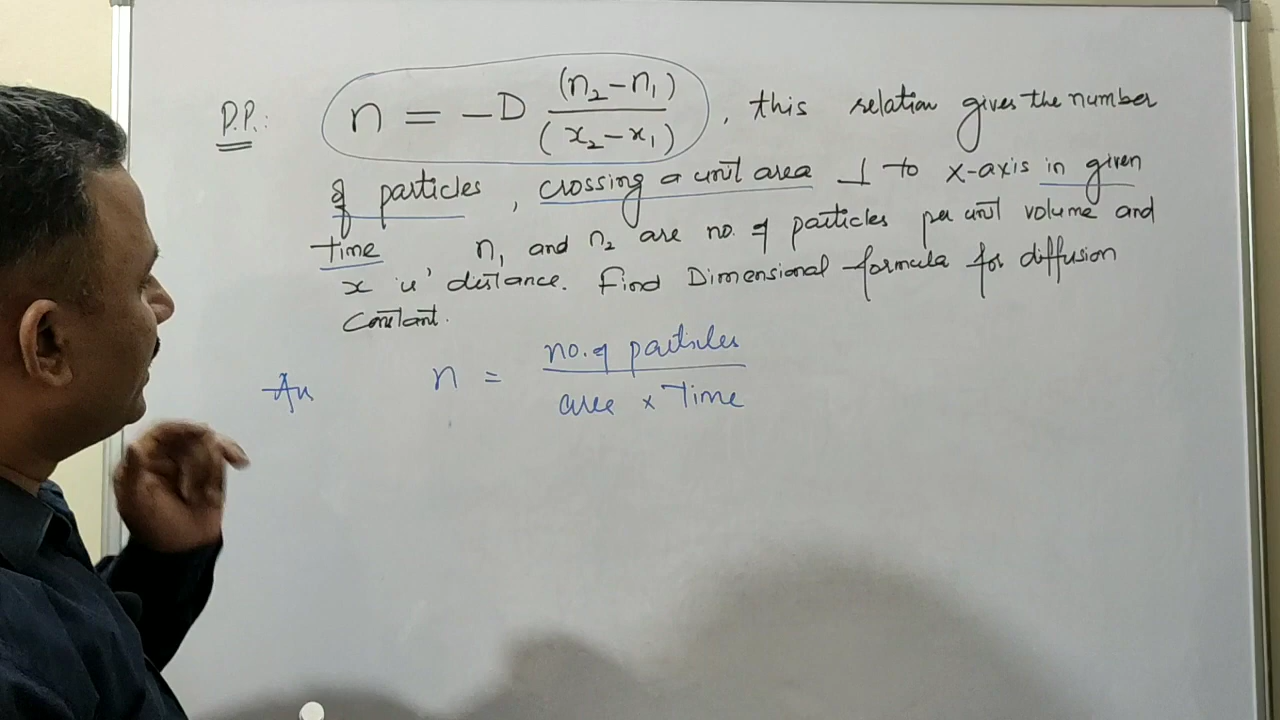 P.P.: n = -D (n₂-n₁) / (x₂-x₁) , this relation gives the number
of particles , crossing a unit area ⊥ to x-axis in given
time n₁ and n₂ are no. of particles per unit volume and
x is distance. Find Dimensional formula for diffusion
Constant.
Ans n = no. of particles / area × Time